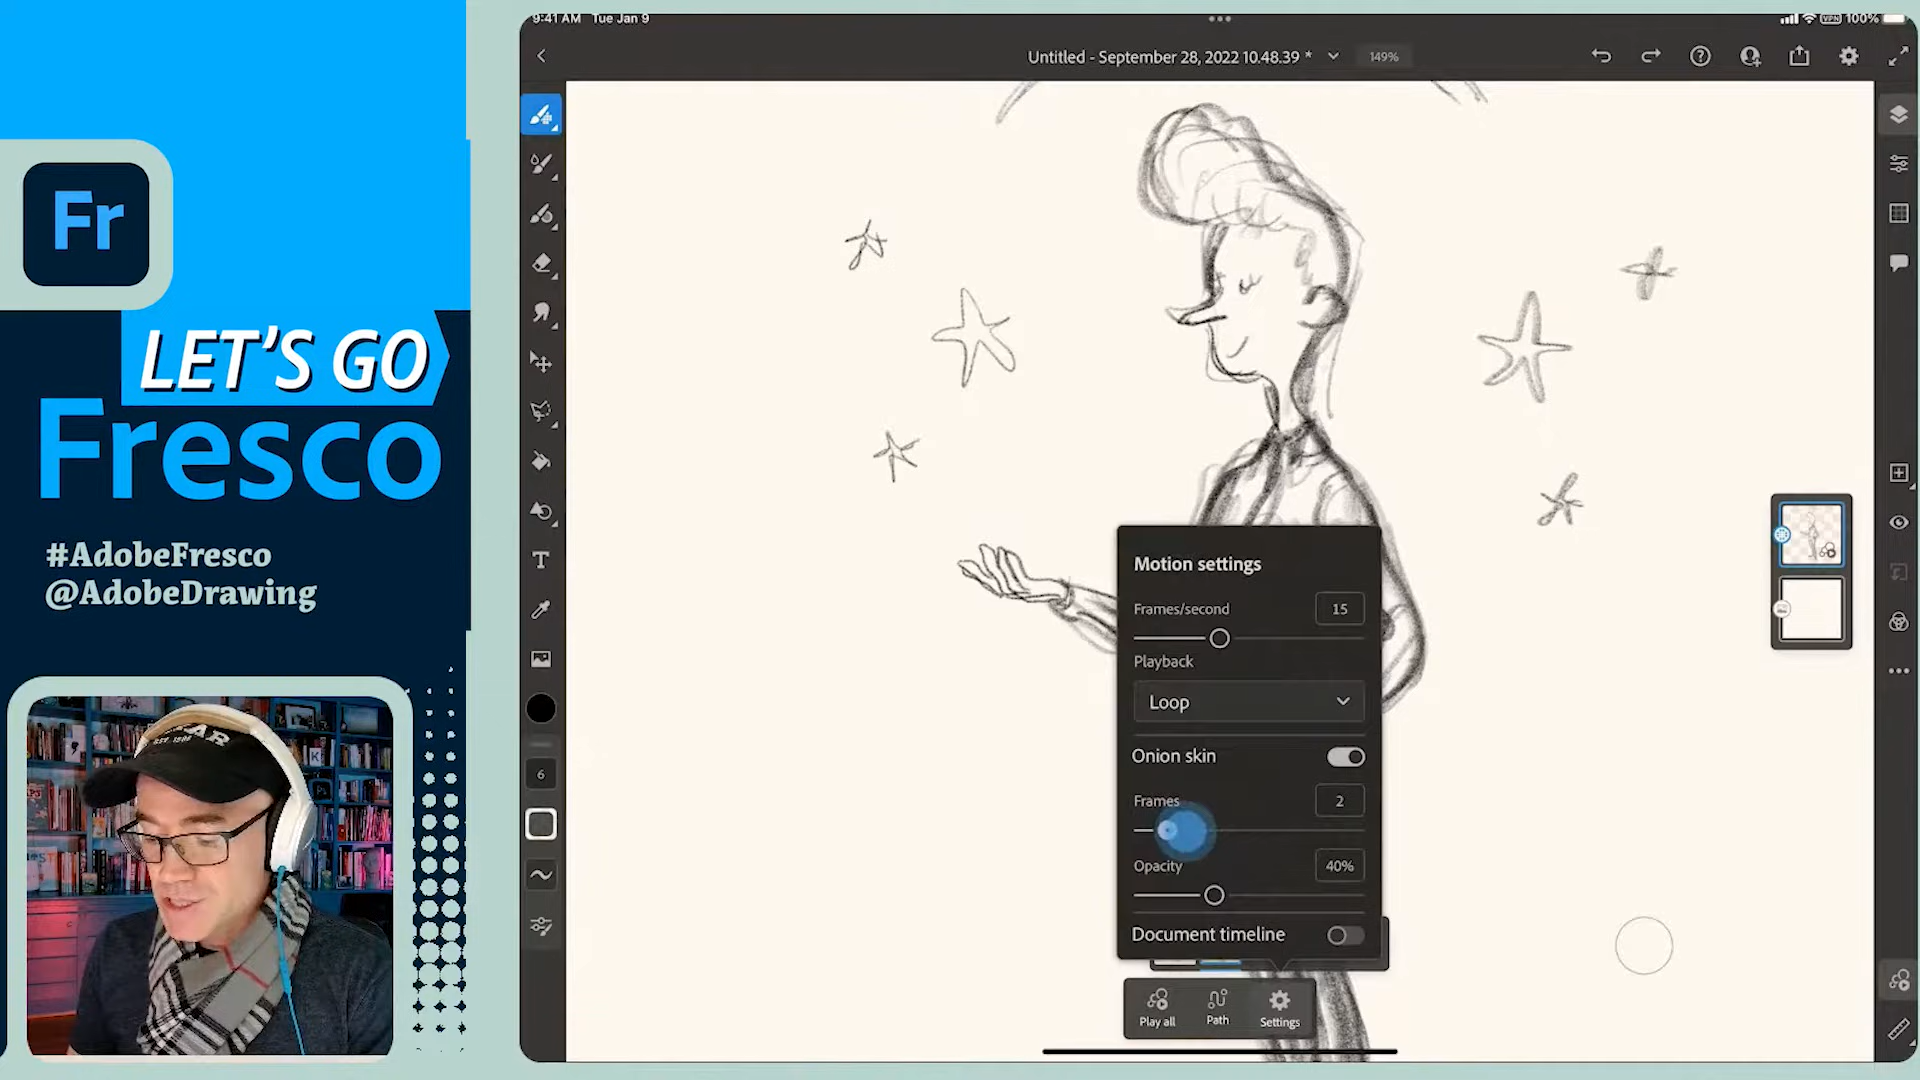 Fr
LET'S GO
Fresco
#AdobeFresco
@AdobeDrawing
9:41 AM Tue Jan 9
VPN 100%
Untitled - September 28, 2022 10.48.39 *
149%
6
Motion settings
Frames/second 15
Playback
Loop
Onion skin
Frames 2
Opacity 40%
Document timeline
Play all
Path
Settings